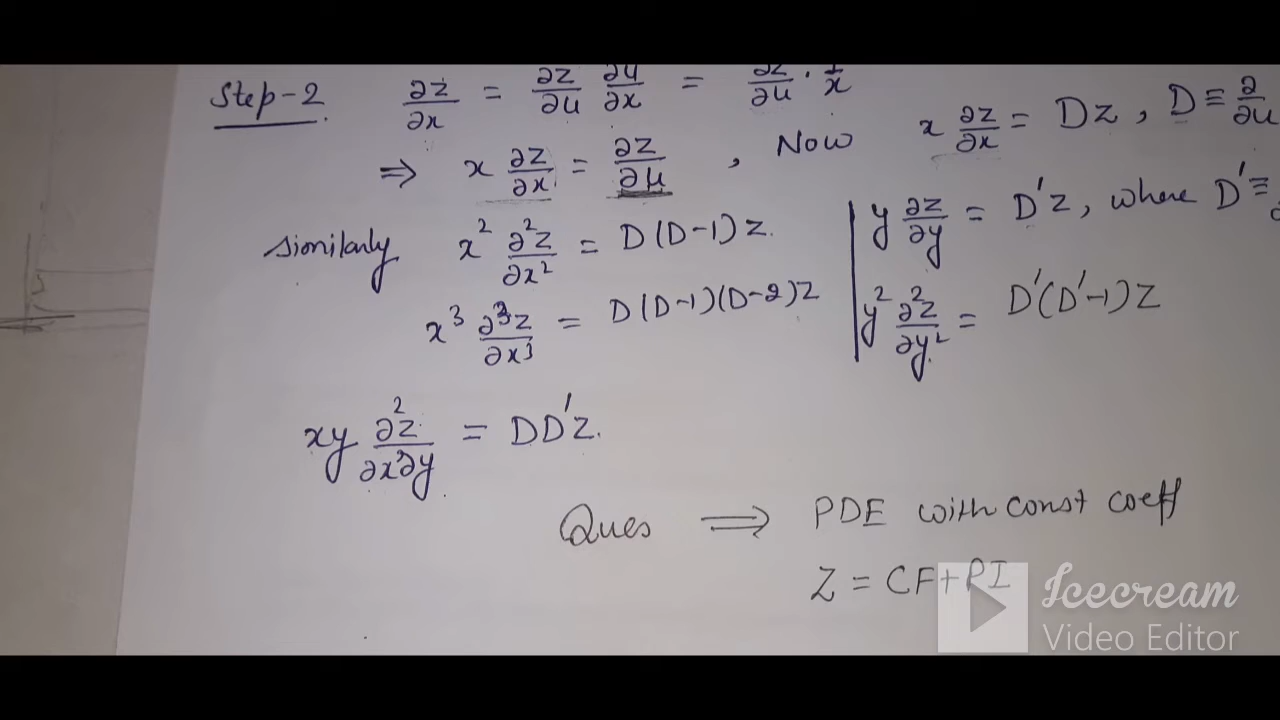 Step-2. ∂z/∂x = ∂z/∂u ∂u/∂x = ∂z/∂u · 1/x
⇒ x ∂z/∂x = ∂z/∂u , Now x ∂z/∂x = Dz, D ≡ ∂/∂u
Similarly x² ∂²z/∂x² = D(D-1)z.
x³ ∂³z/∂x³ = D(D-1)(D-2)z
y ∂z/∂y = D'z, where D' ≡
y² ∂²z/∂y² = D'(D'-1)z
xy ∂²z/∂x∂y = DD'z.
Ques ⇒ PDE with const coeff
Z = CF+PI
Icecream
Video Editor